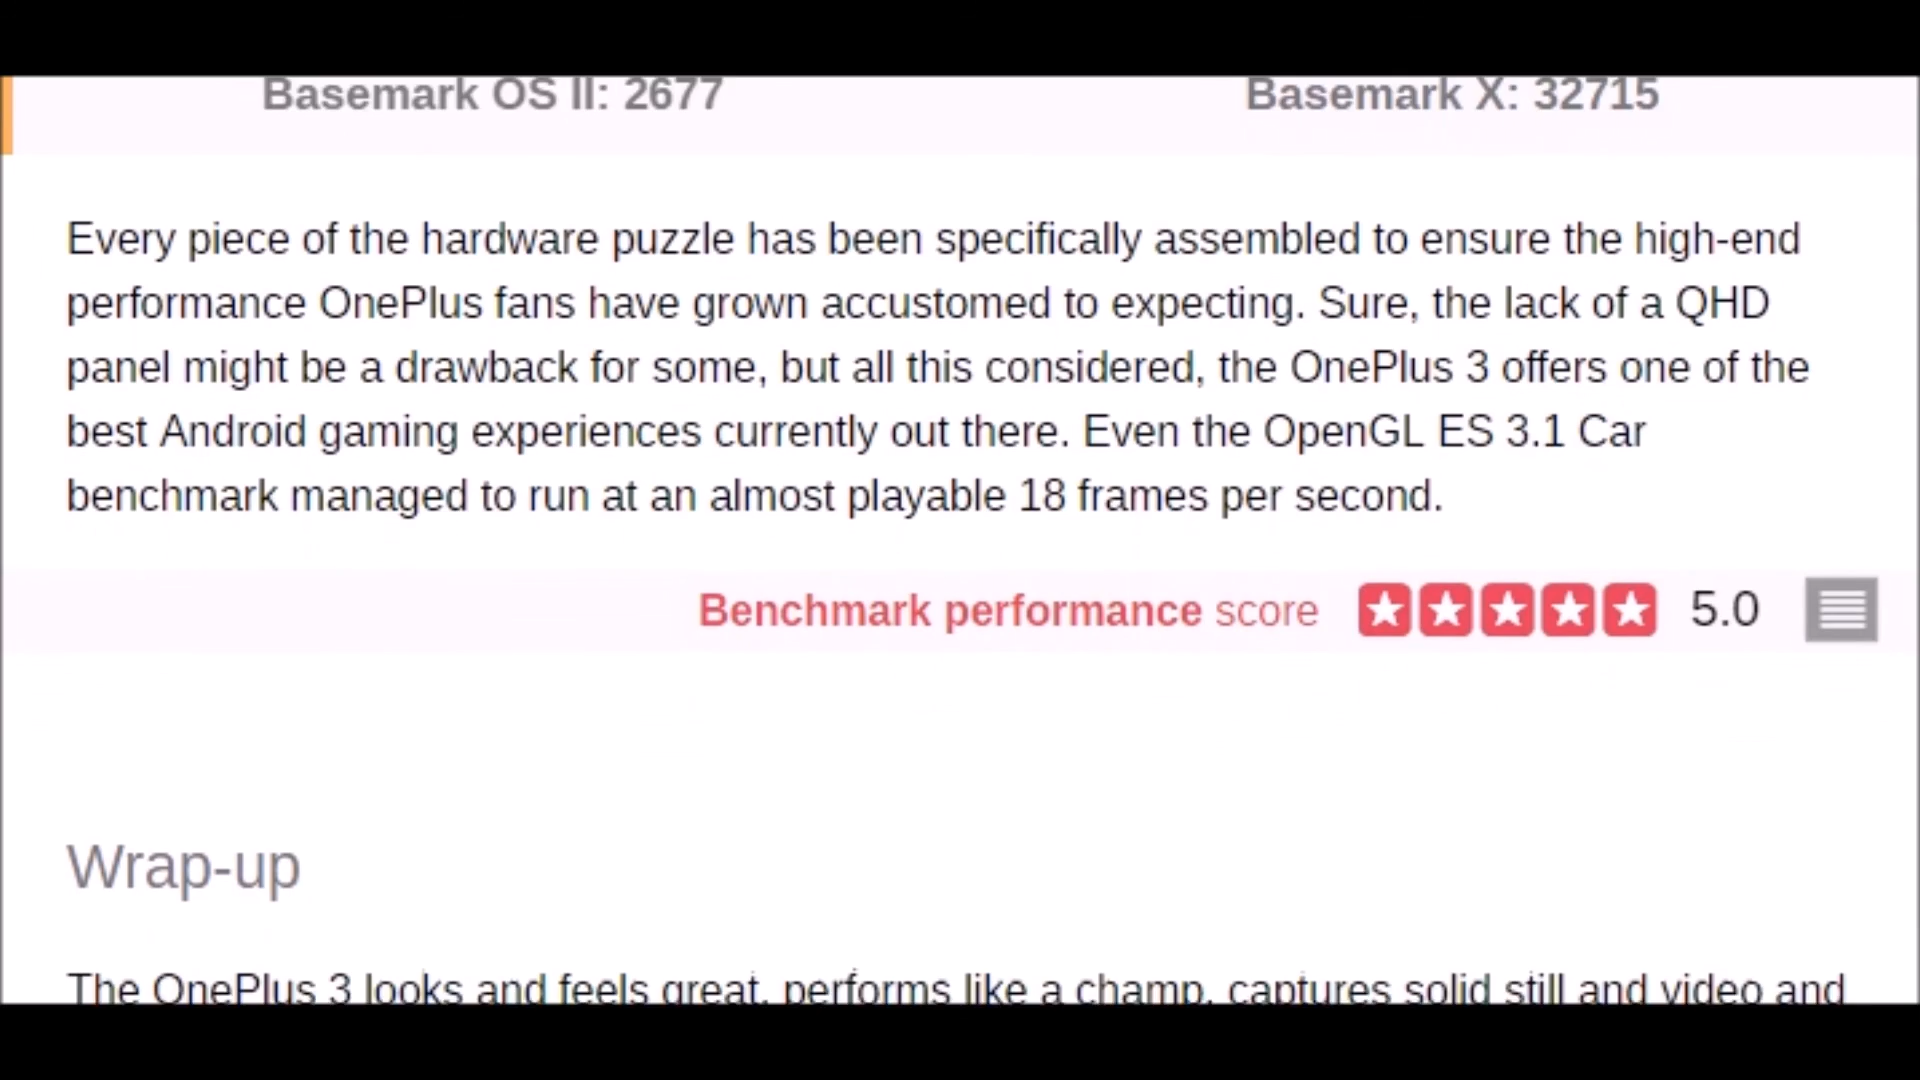 Basemark OS II: 2677 Basemark X: 32715
Every piece of the hardware puzzle has been specifically assembled to ensure the high-end
performance OnePlus fans have grown accustomed to expecting. Sure, the lack of a QHD
panel might be a drawback for some, but all this considered, the OnePlus 3 offers one of the
best Android gaming experiences currently out there. Even the OpenGL ES 3.1 Car
benchmark managed to run at an almost playable 18 frames per second.
Benchmark performance score 5.0
Wrap-up
The OnePlus 3 looks and feels great, performs like a champ, captures solid still and video and